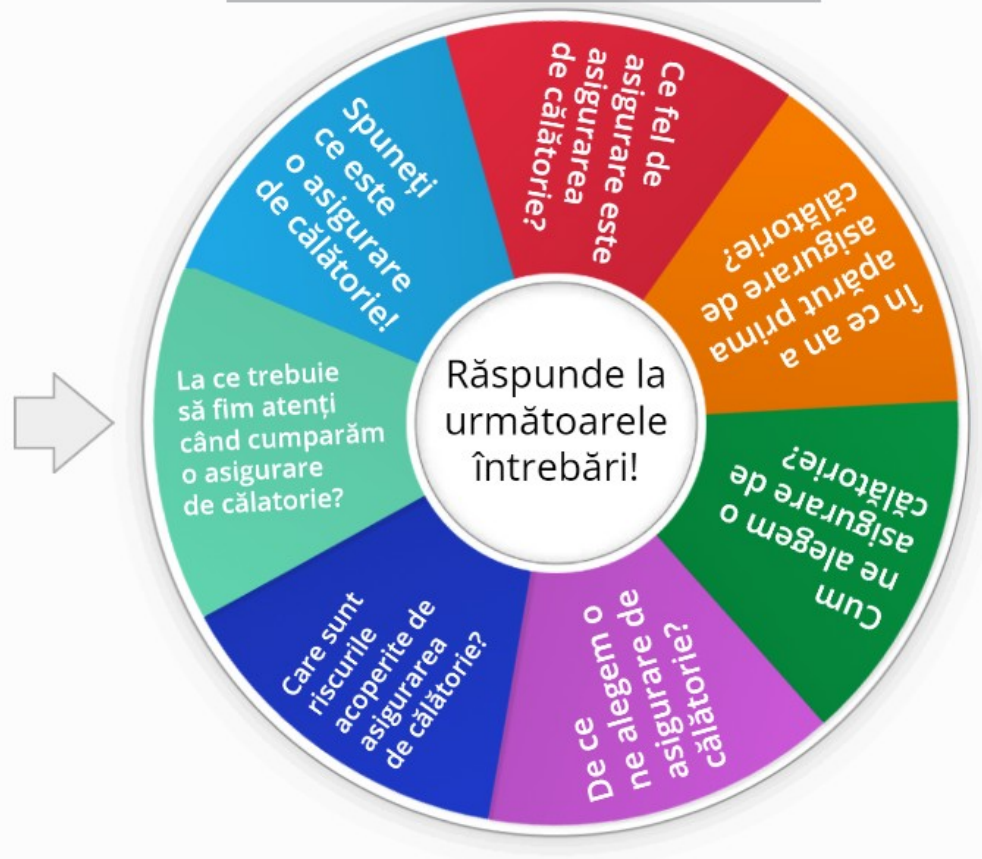 Răspunde la
următoarele
întrebări!
Spuneți
ce este
o asigurare
de călătorie!
Ce fel de
asigurare este
asigurarea
de călătorie?
În ce an a
apărut prima
asigurare de
călătorie?
Cum
ne alegem o
asigurare de
călătorie?
De ce
ne alegem o
asigurare de
călătorie?
Care sunt
riscurile
acoperite de
asigurarea
de călătorie?
La ce trebuie
să fim atenți
când cumparăm
o asigurare
de călatorie?